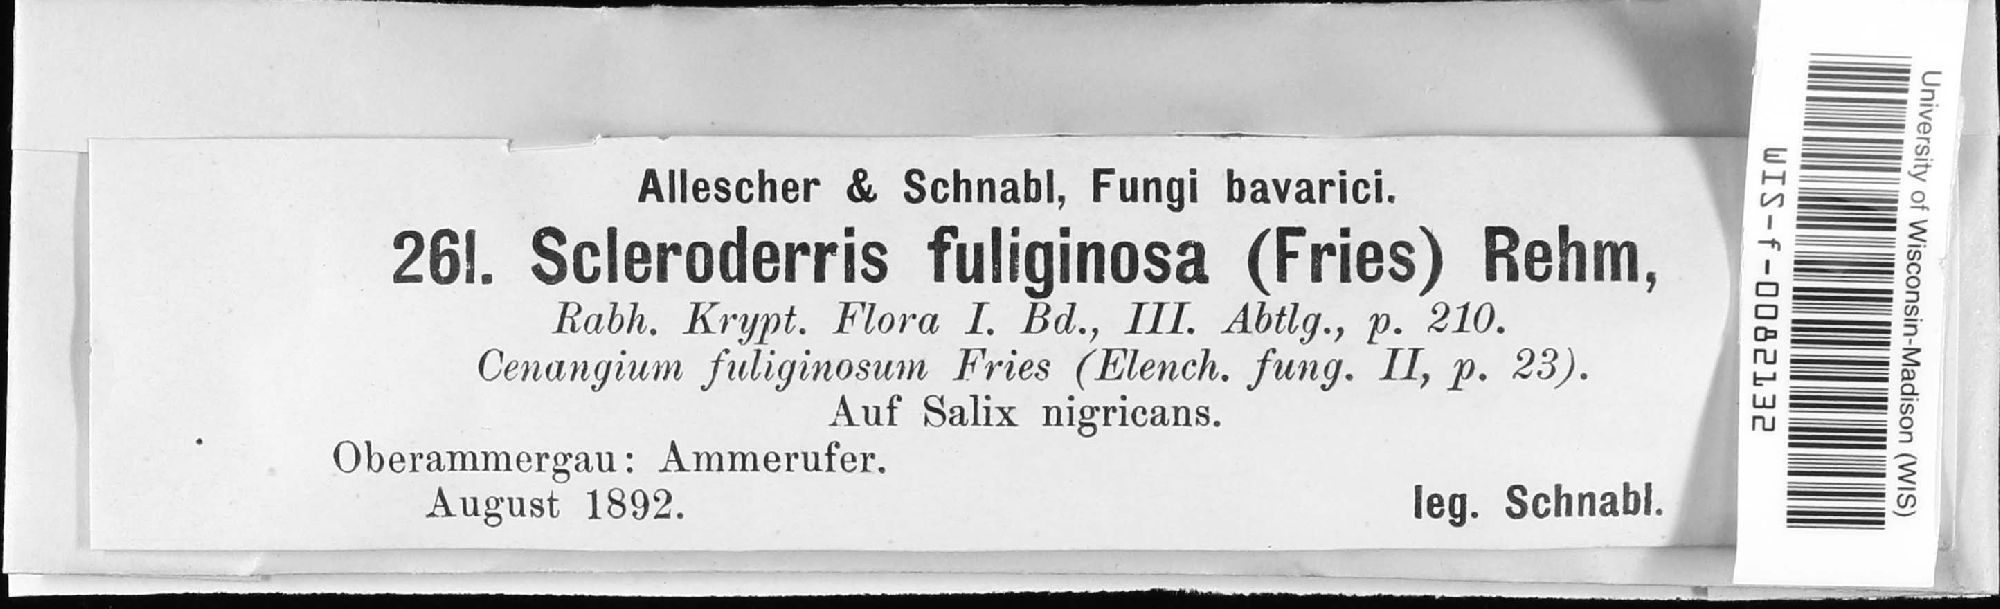 Allescher & Schnabl, Fungi bavarici.
261. Scleroderris fuliginosa (Fries) Rehm,
Rabh. Krypt. Flora I. Bd., III. Abtlg., p. 210.
Cenangium fuliginosum Fries (Elench. fung. II, p. 23).
Auf Salix nigricans.
Oberammergau: Ammerufer.
August 1892.
leg. Schnabl.
University of Wisconsin-Madison (WIS)
WIS-f-0082132